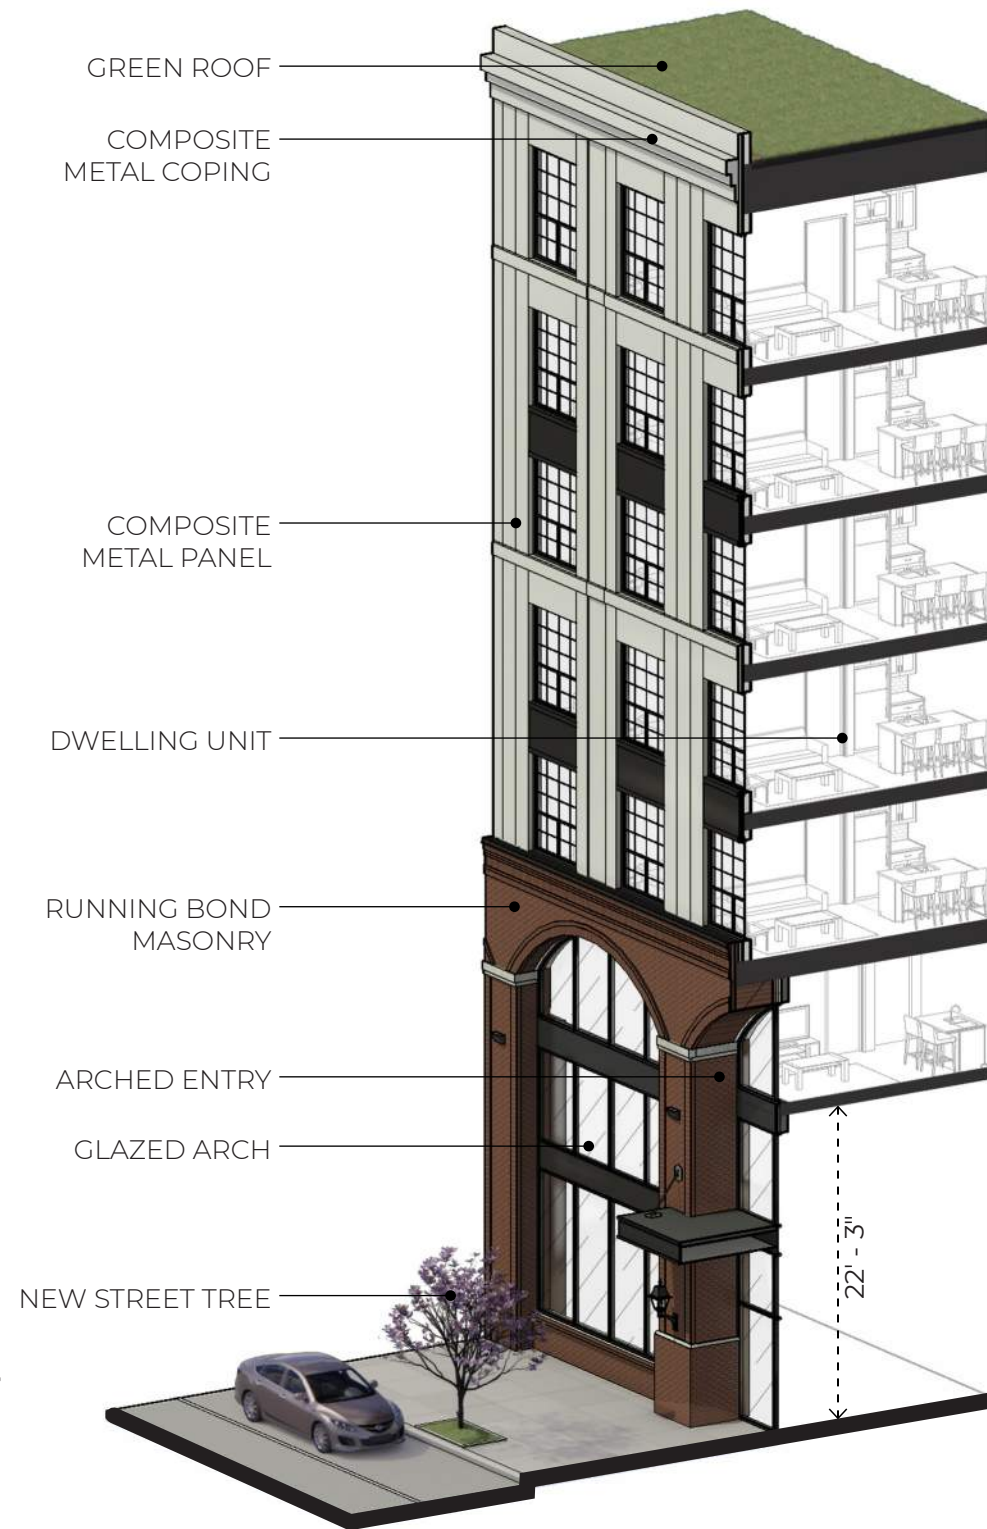 GREEN ROOF
COMPOSITE
METAL COPING
COMPOSITE
METAL PANEL
DWELLING UNIT
RUNNING BOND
MASONRY
ARCHED ENTRY
GLAZED ARCH
22' - 3"
NEW STREET TREE